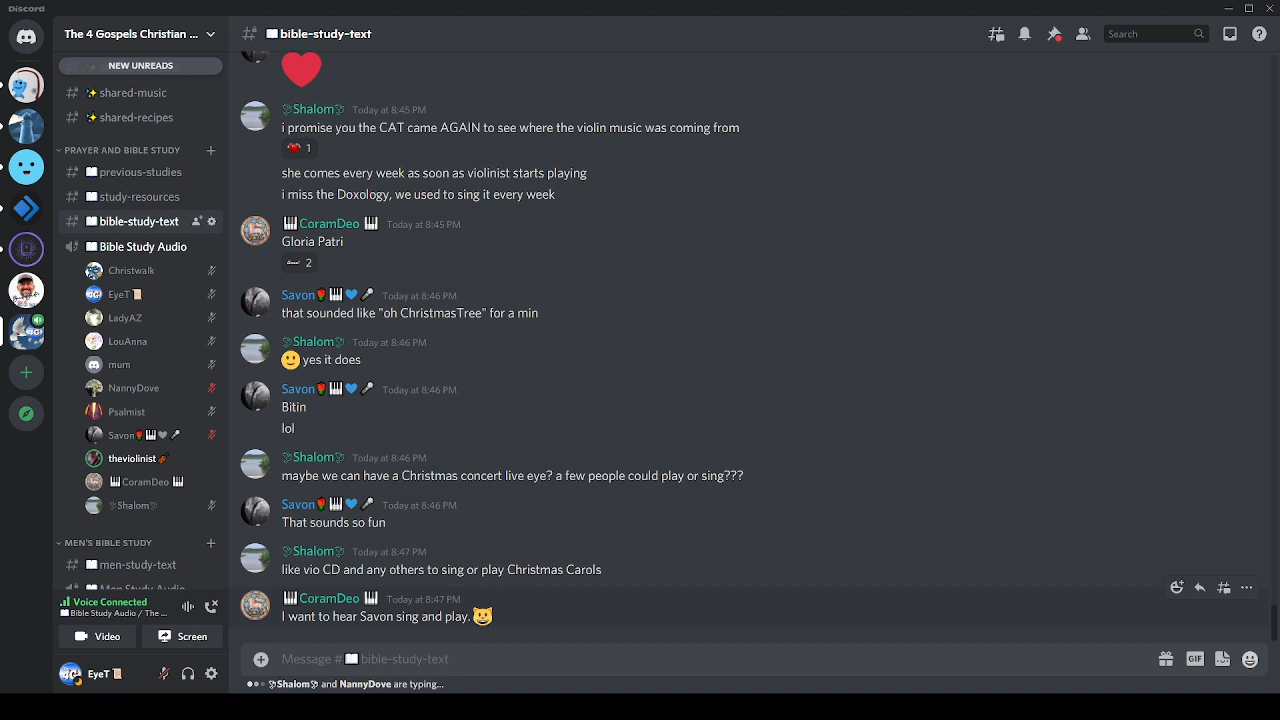 Discord
The 4 Gospels Christian ...
bible-study-text
Search
NEW UNREADS
shared-music
shared-recipes
PRAYER AND BIBLE STUDY
previous-studies
study-resources
bible-study-text
Bible Study Audio
Christwalk
EyeT
LadyAZ
LouAnna
mum
NannyDove
Psalmist
Savon
theviolinist
CoramDeo
Shalom
MEN'S BIBLE STUDY
men-study-text
Men Study Audio
Voice Connected
Bible Study Audio / The ...
Video
Screen
EyeT
Shalom Today at 8:45 PM
i promise you the CAT came AGAIN to see where the violin music was coming from
1
she comes every week as soon as violinist starts playing
i miss the Doxology, we used to sing it every week
CoramDeo Today at 8:45 PM
Gloria Patri
2
Savon Today at 8:46 PM
that sounded like "oh ChristmasTree" for a min
Shalom Today at 8:46 PM
yes it does
Savon Today at 8:46 PM
Bitin
lol
Shalom Today at 8:46 PM
maybe we can have a Christmas concert live eye? a few people could play or sing???
Savon Today at 8:46 PM
That sounds so fun
Shalom Today at 8:47 PM
like vio CD and any others to sing or play Christmas Carols
CoramDeo Today at 8:47 PM
I want to hear Savon sing and play.
Message # bible-study-text
GIF
Shalom and NannyDove are typing...